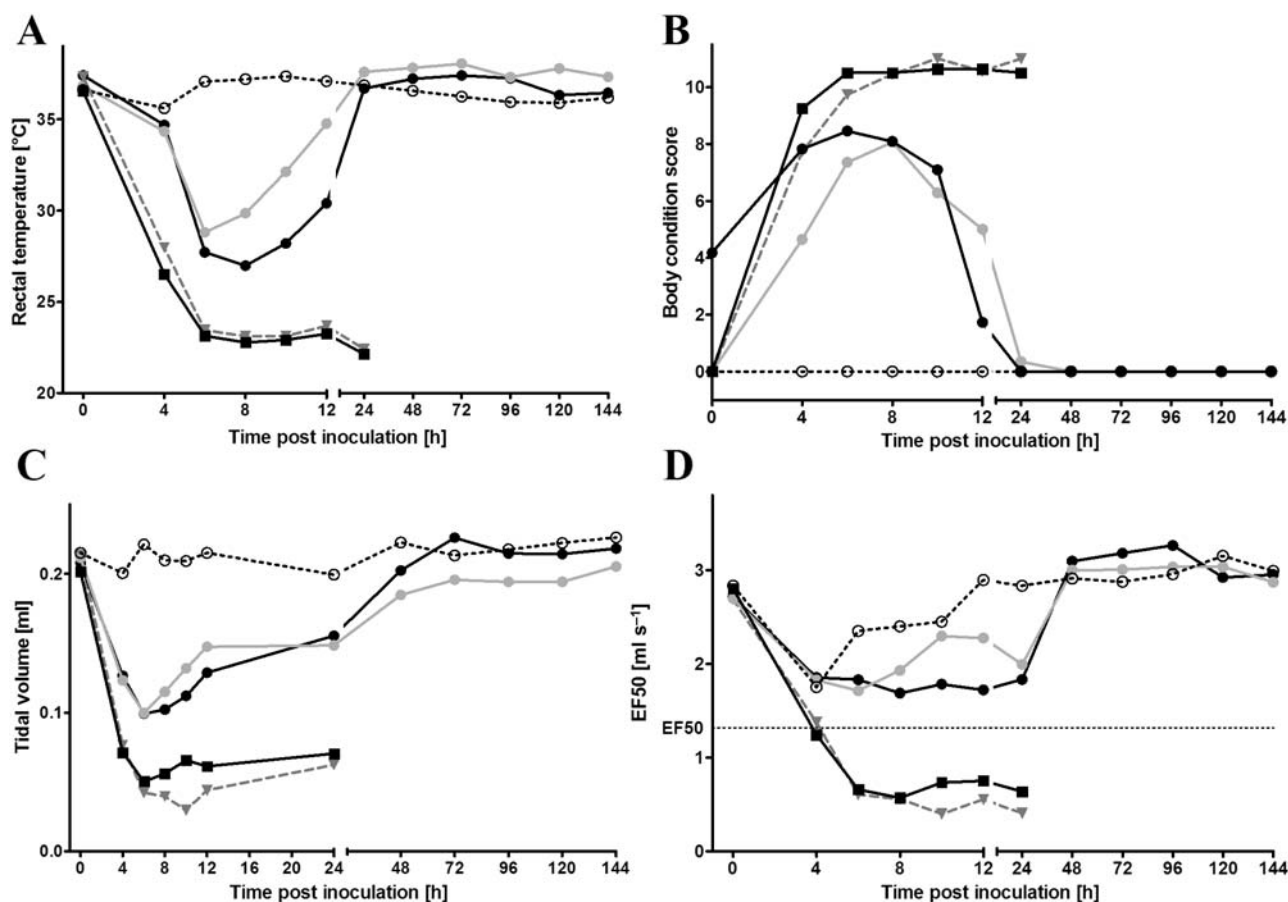 A
Rectal temperature [°C]
35
30
25
20
0 4 8 12 24 48 72 96 120 144
Time post inoculation [h]
B
Body condition score
10
8
6
4
2
0
0 4 8 12 24 48 72 96 120 144
Time post inoculation [h]
C
Tidal volume [ml]
0.2
0.1
0.0
0 4 8 12 16 20 24 48 72 96 120 144
Time post inoculation [h]
D
EF50 [ml s⁻¹]
3
2
EF50
1
0
0 4 8 12 24 48 72 96 120 144
Time post inoculation [h]